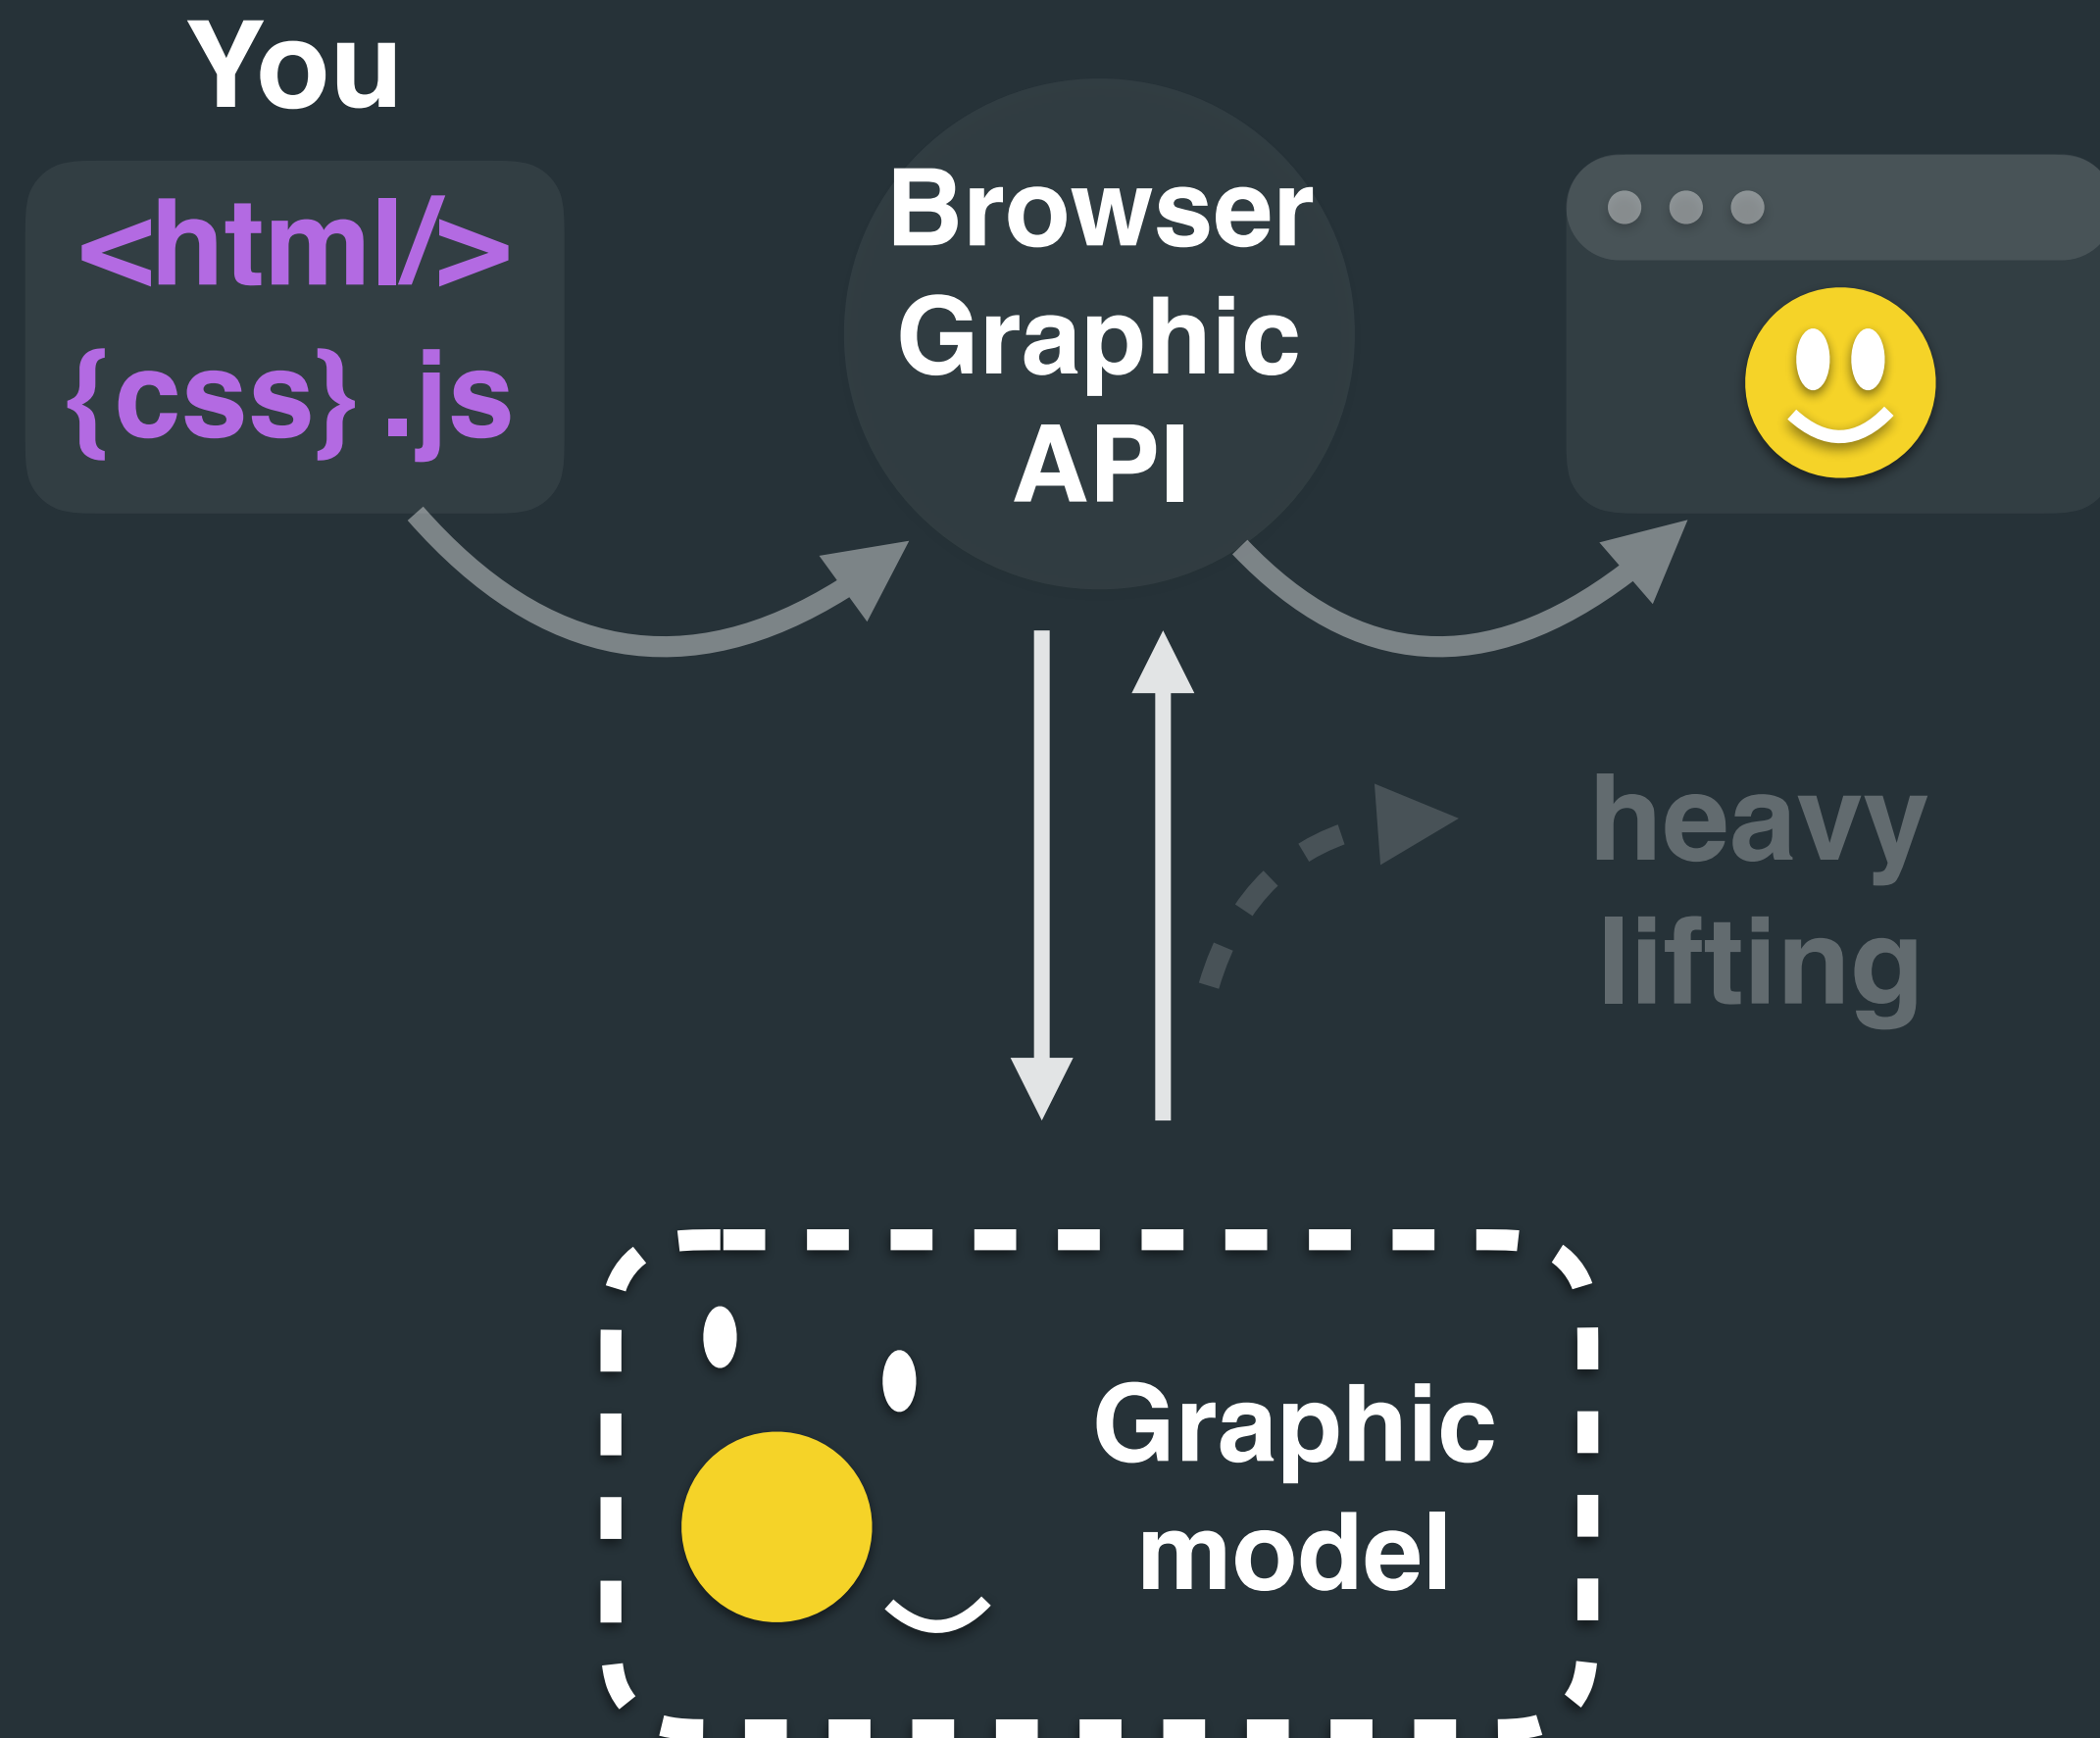 You
<html/>
{css} .js
Browser
Graphic
API
heavy
lifting
Graphic
model